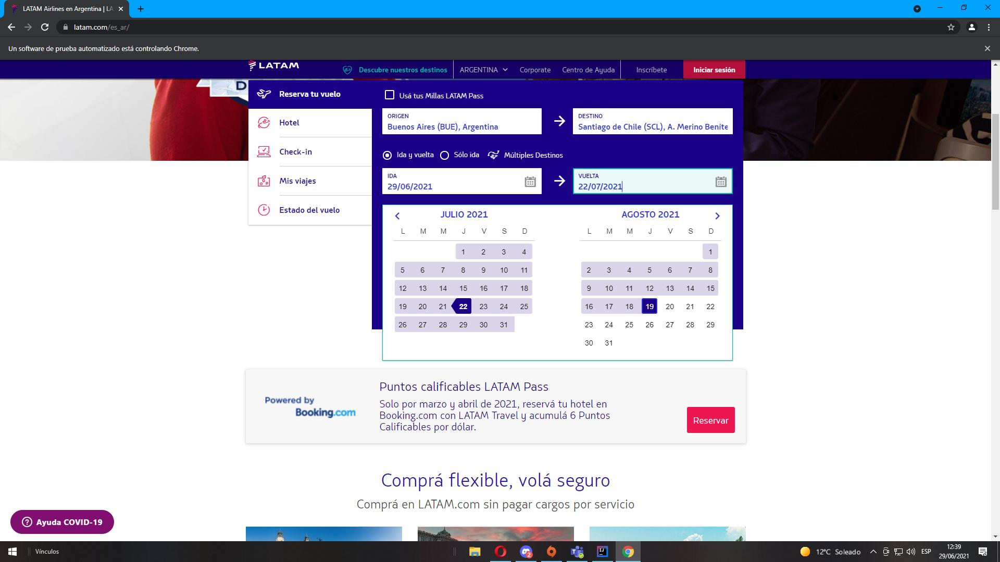 LATAM Airlines en Argentina | LA
latam.com/es_ar/
Un software de prueba automatizado está controlando Chrome.
LATAM
Descubre nuestros destinos
ARGENTINA
Corporate
Centro de Ayuda
Inscríbete
Iniciar sesión
D
Reserva tu vuelo
Hotel
Check-in
Mis viajes
Estado del vuelo
Usá tus Millas LATAM Pass
ORIGEN
Buenos Aires (BUE), Argentina
DESTINO
Santiago de Chile (SCL), A. Merino Beníte
Ida y vuelta
Sólo ida
Múltiples Destinos
IDA
29/06/2021
VUELTA
22/07/2021
JULIO 2021
L M M J V S D
1 2 3 4
5 6 7 8 9 10 11
12 13 14 15 16 17 18
19 20 21 22 23 24 25
26 27 28 29 30 31
AGOSTO 2021
L M M J V S D
1
2 3 4 5 6 7 8
9 10 11 12 13 14 15
16 17 18 19 20 21 22
23 24 25 26 27 28 29
30 31
Powered by
Booking.com
Puntos calificables LATAM Pass
Solo por marzo y abril de 2021, reservá tu hotel en
Booking.com con LATAM Travel y acumulá 6 Puntos
Calificables por dólar.
Reservar
Comprá flexible, volá seguro
Comprá en LATAM.com sin pagar cargos por servicio
? Ayuda COVID-19
Vínculos
2
IJ
12°C Soleado
ESP
12:39
29/06/2021